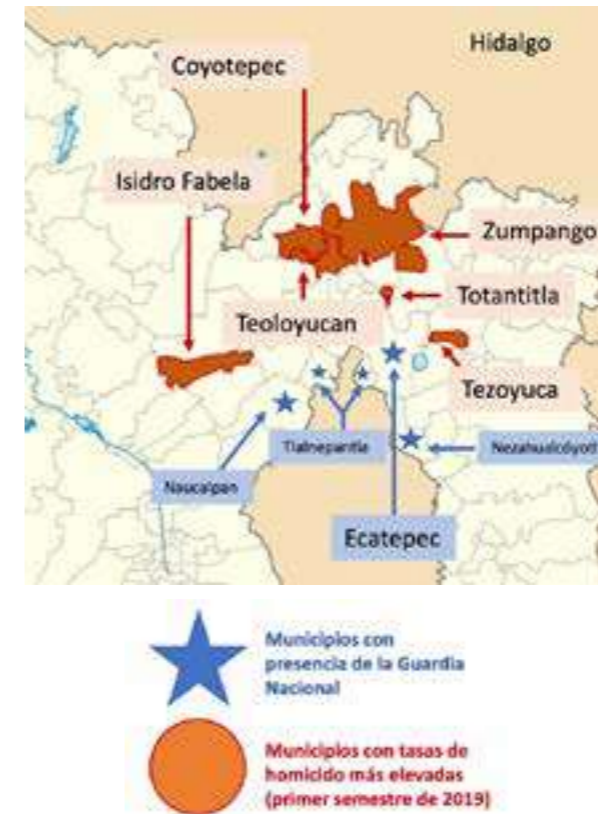 Hidalgo
Coyotepec
Isidro Fabela
Zumpango
Totantitla
Teoloyucan
Tezoyuca
Tlalnepantla
Nezahualcóyotl
Naucalpan
Ecatepec
Municipios con
presencia de la Guardia
Nacional
Municipios con tasas de
homicido más elevadas
(primer semestre de 2019)